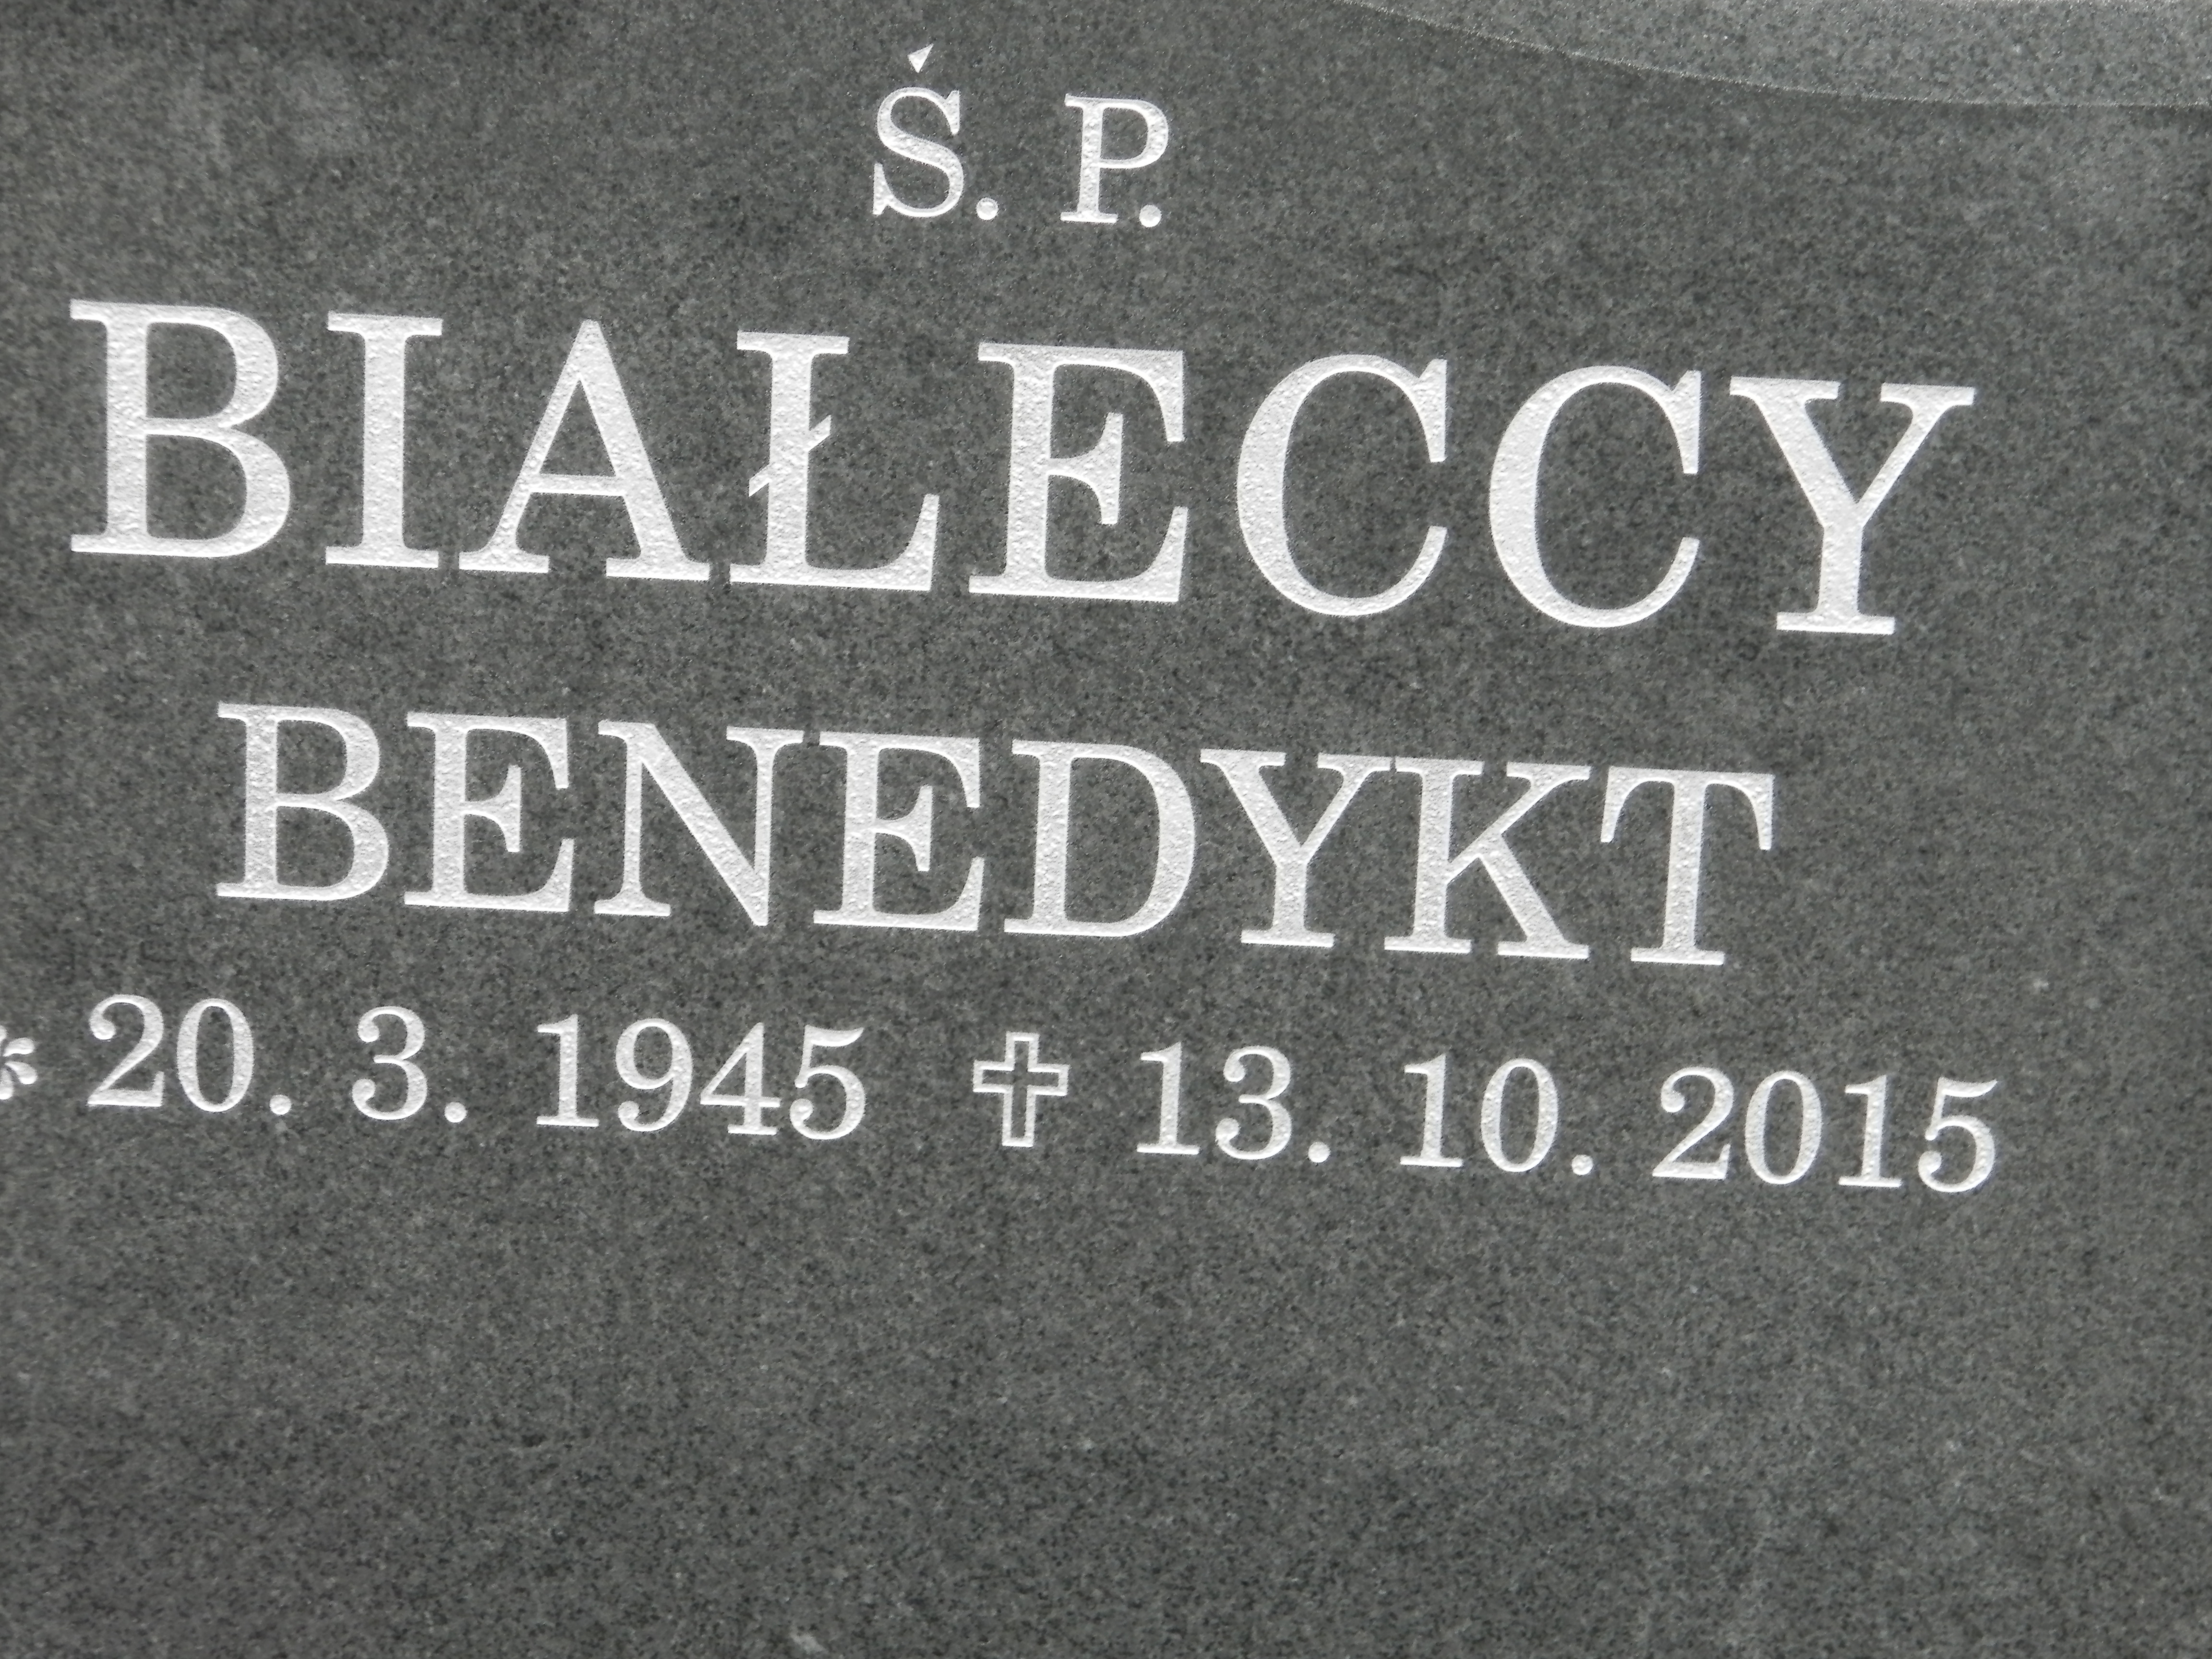 Ś. P.
BIAŁECCY
BENEDYKT
* 20. 3. 1945 ✝ 13. 10. 2015